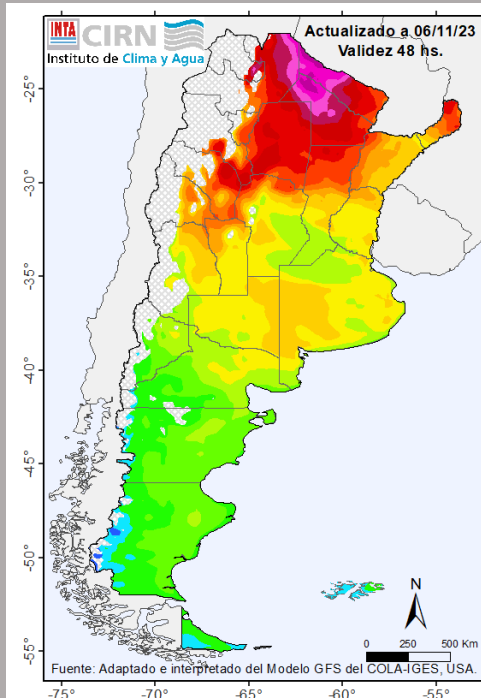 INTA CIRN
Instituto de Clima y Agua
Actualizado a 06/11/23
Validez 48 hs.
-25°
-30°
-35°
-40°
-45°
-50°
-55°
N
0 250 500 Km
Fuente: Adaptado e interpretado del Modelo GFS del COLA-IGES, USA.
-75° -70° -65° -60° -55°